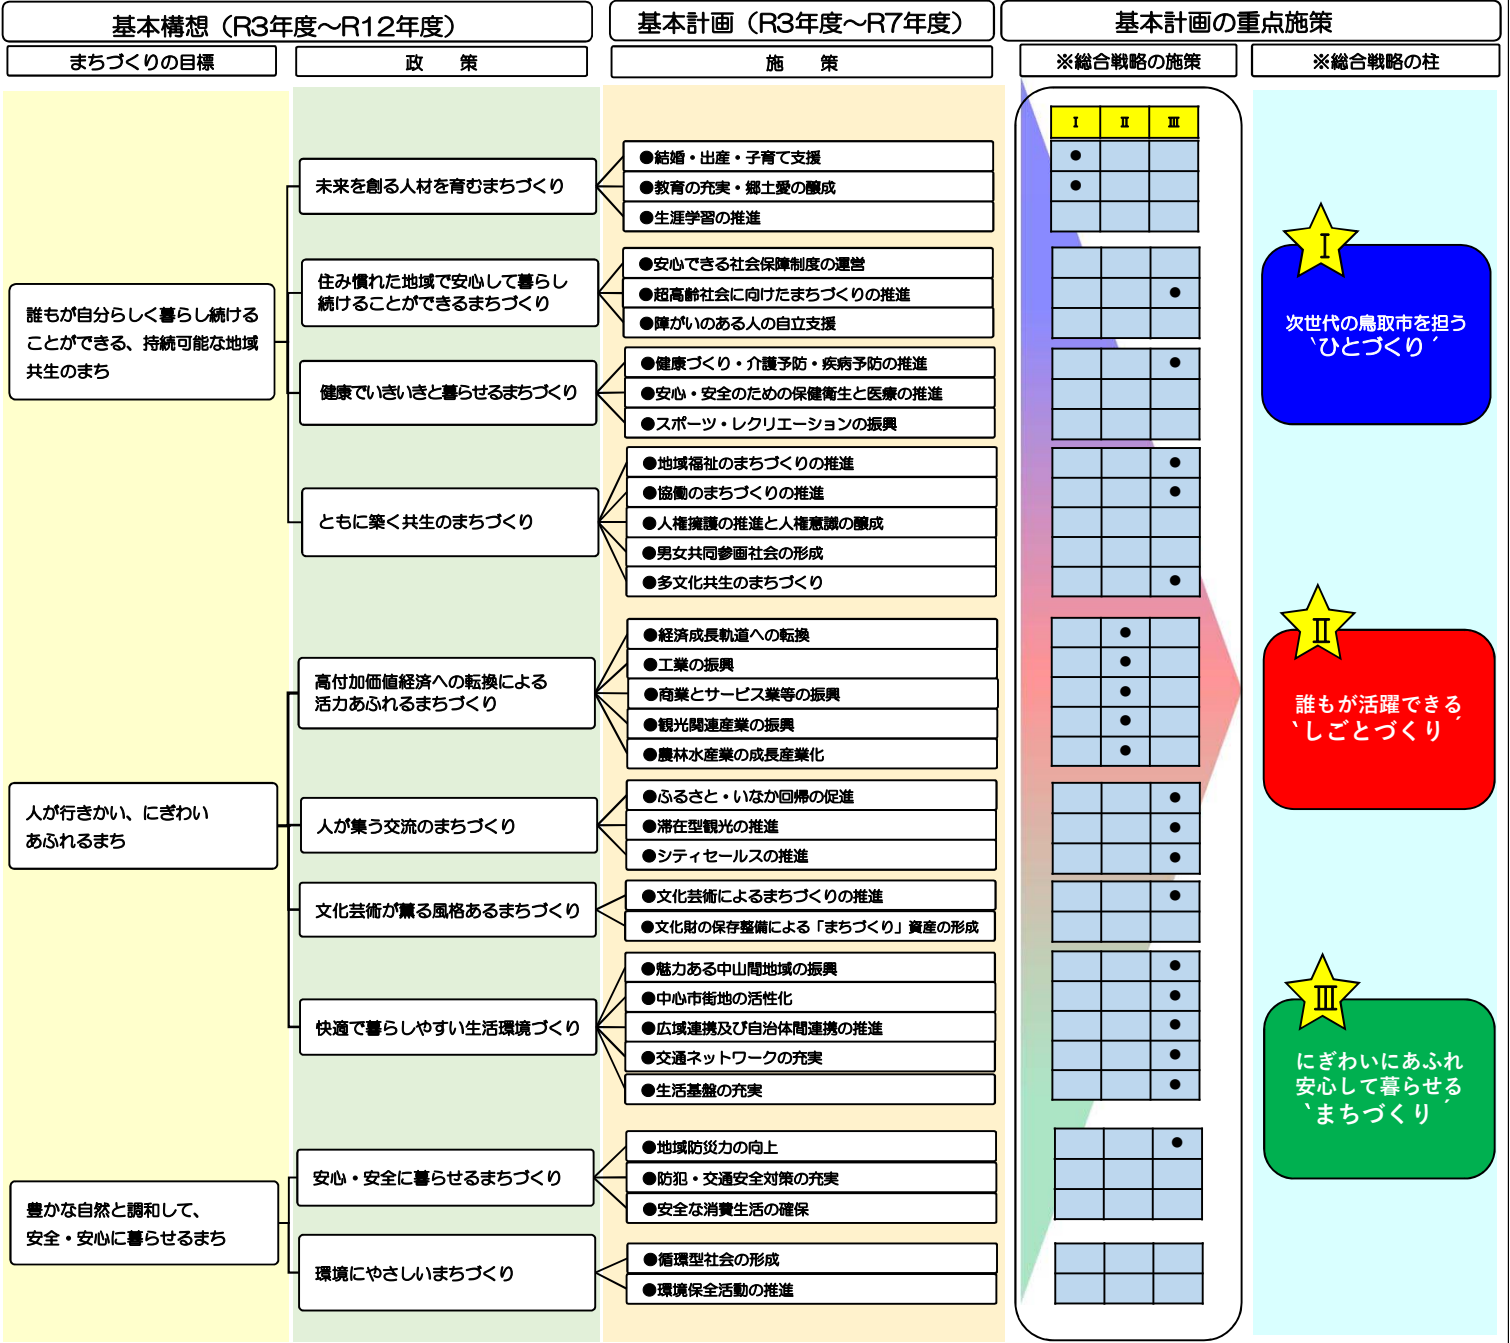 基本構想（R3年度～R12年度）
基本計画（R3年度～R7年度）
基本計画の重点施策
まちづくりの目標
政　策
施　策
※総合戦略の施策
※総合戦略の柱
Ⅰ Ⅱ Ⅲ
誰もが自分らしく暮らし続ける
ことができる、持続可能な地域
共生のまち
未来を創る人材を育むまちづくり
●結婚・出産・子育て支援
●
●教育の充実・郷土愛の醸成
●
●生涯学習の推進
住み慣れた地域で安心して暮らし
続けることができるまちづくり
●安心できる社会保障制度の運営
●超高齢社会に向けたまちづくりの推進
●
●障がいのある人の自立支援
健康でいきいきと暮らせるまちづくり
●健康づくり・介護予防・疾病予防の推進
●
●安心・安全のための保健衛生と医療の推進
●スポーツ・レクリエーションの振興
ともに築く共生のまちづくり
●地域福祉のまちづくりの推進
●
●協働のまちづくりの推進
●
●人権擁護の推進と人権意識の醸成
●男女共同参画社会の形成
●多文化共生のまちづくり
●
人が行きかい、にぎわい
あふれるまち
高付加価値経済への転換による
活力あふれるまちづくり
●経済成長軌道への転換
●
●工業の振興
●
●商業とサービス業等の振興
●
●観光関連産業の振興
●
●農林水産業の成長産業化
●
人が集う交流のまちづくり
●ふるさと・いなか回帰の促進
●
●滞在型観光の推進
●
●シティセールスの推進
●
文化芸術が薫る風格あるまちづくり
●文化芸術によるまちづくりの推進
●
●文化財の保存整備による「まちづくり」資産の形成
快適で暮らしやすい生活環境づくり
●魅力ある中山間地域の振興
●
●中心市街地の活性化
●
●広域連携及び自治体間連携の推進
●
●交通ネットワークの充実
●
●生活基盤の充実
●
豊かな自然と調和して、
安全・安心に暮らせるまち
安心・安全に暮らせるまちづくり
●地域防災力の向上
●
●防犯・交通安全対策の充実
●安全な消費生活の確保
環境にやさしいまちづくり
●循環型社会の形成
●環境保全活動の推進
Ⅰ
次世代の鳥取市を担う
‵ひとづくり′
Ⅱ
誰もが活躍できる
‵しごとづくり′
Ⅲ
にぎわいにあふれ
安心して暮らせる
‵まちづくり′